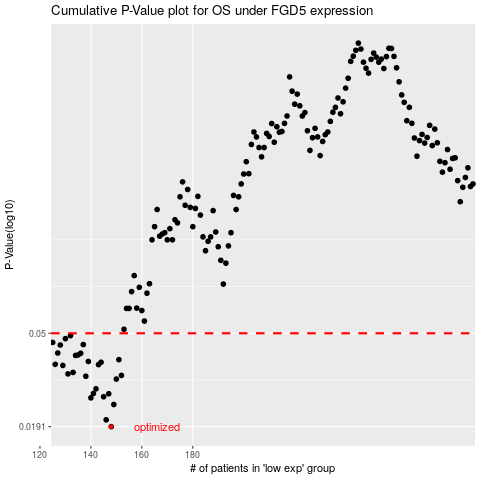 Cumulative P-Value plot for OS under FGD5 expression
P-Value(log10)
0.05
0.0191
optimized
120 140 160 180
# of patients in 'low exp' group